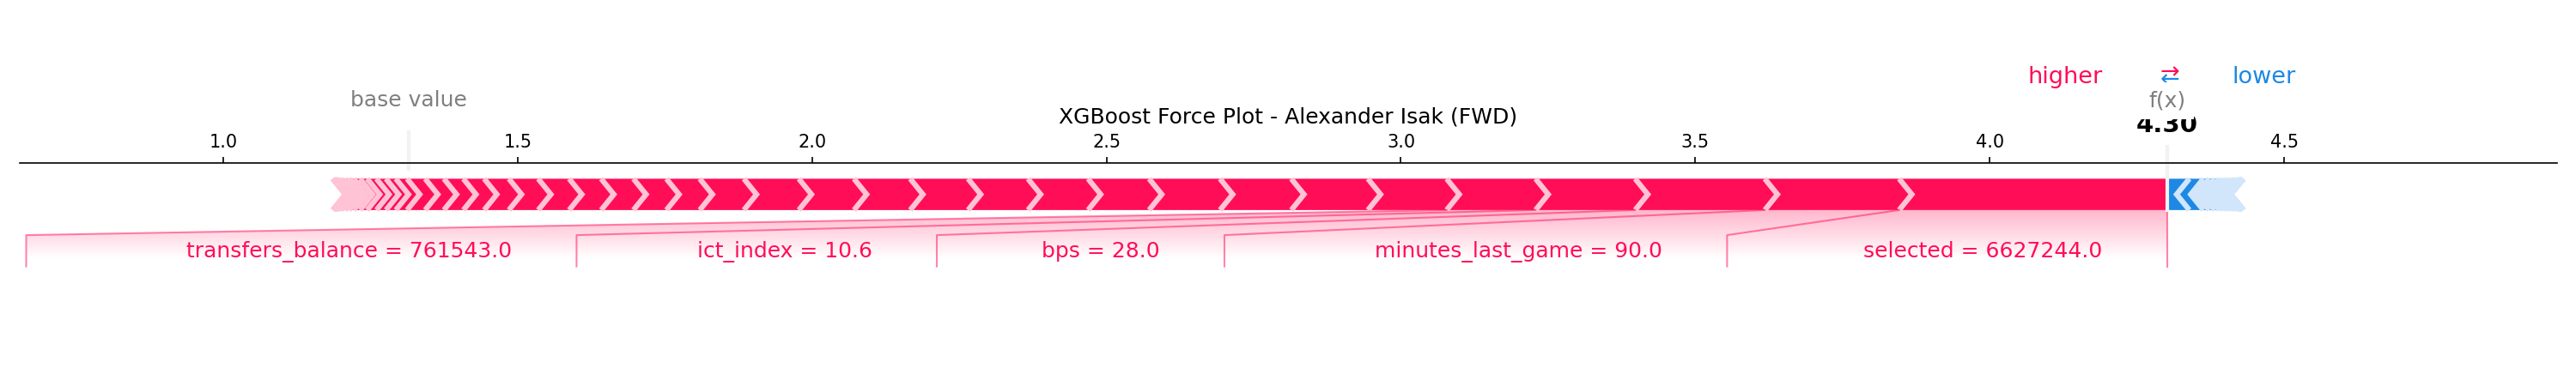 higher ⇄ lower
base value
f(x)
XGBoost Force Plot - Alexander Isak (FWD)
4.30
1.0 1.5 2.0 2.5 3.0 3.5 4.0 4.5
transfers_balance = 761543.0 ict_index = 10.6 bps = 28.0 minutes_last_game = 90.0 selected = 6627244.0